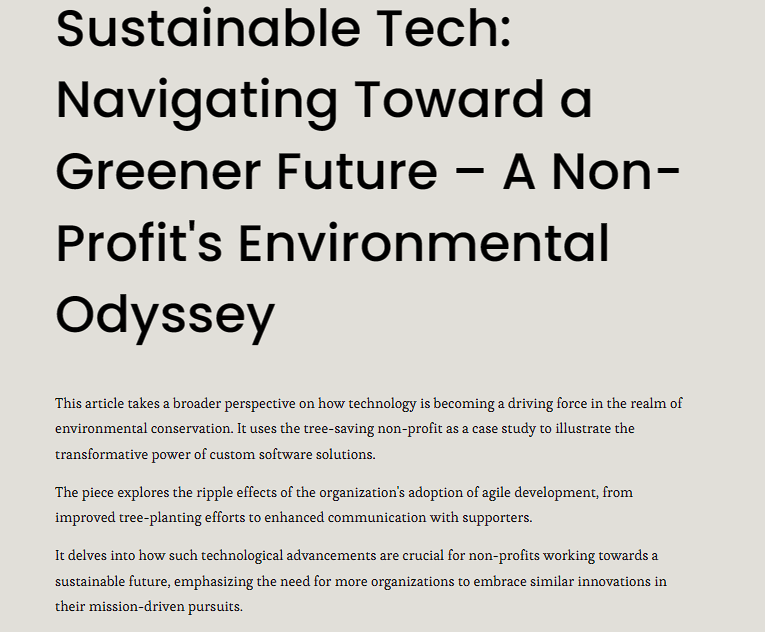 Sustainable Tech:
Navigating Toward a
Greener Future – A Non-
Profit's Environmental
Odyssey
This article takes a broader perspective on how technology is becoming a driving force in the realm of
environmental conservation. It uses the tree-saving non-profit as a case study to illustrate the
transformative power of custom software solutions.
The piece explores the ripple effects of the organization's adoption of agile development, from
improved tree-planting efforts to enhanced communication with supporters.
It delves into how such technological advancements are crucial for non-profits working towards a
sustainable future, emphasizing the need for more organizations to embrace similar innovations in
their mission-driven pursuits.